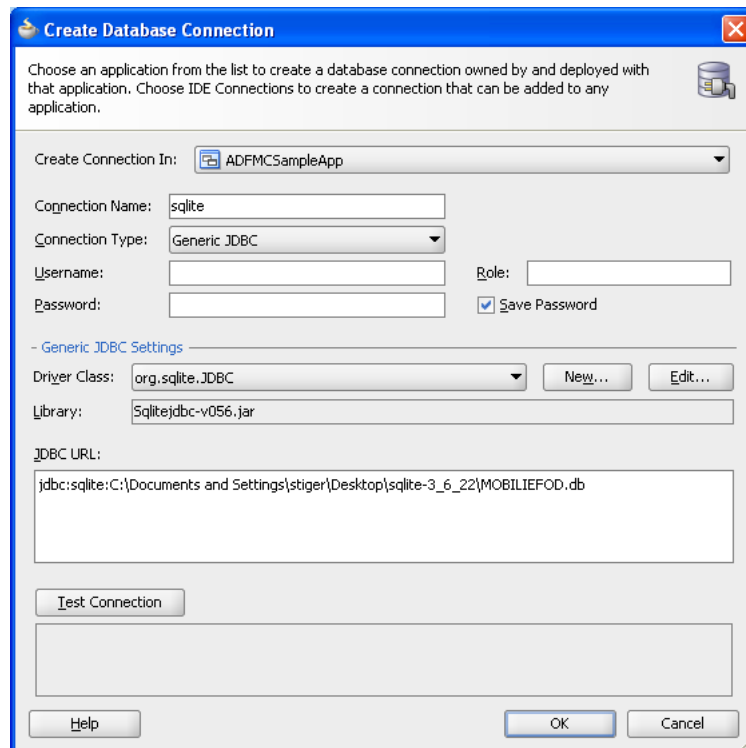 Create Database Connection
Choose an application from the list to create a database connection owned by and deployed with
that application. Choose IDE Connections to create a connection that can be added to any
application.
Create Connection In: ADFMCSampleApp
Connection Name: sqlite
Connection Type: Generic JDBC
Username: Role:
Password: Save Password
- Generic JDBC Settings
Driver Class: org.sqlite.JDBC New... Edit...
Library: Sqlitejdbc-v056.jar
JDBC URL:
jdbc:sqlite:C:\Documents and Settings\stiger\Desktop\sqlite-3_6_22\MOBILIEFOD.db
Test Connection
Help OK Cancel